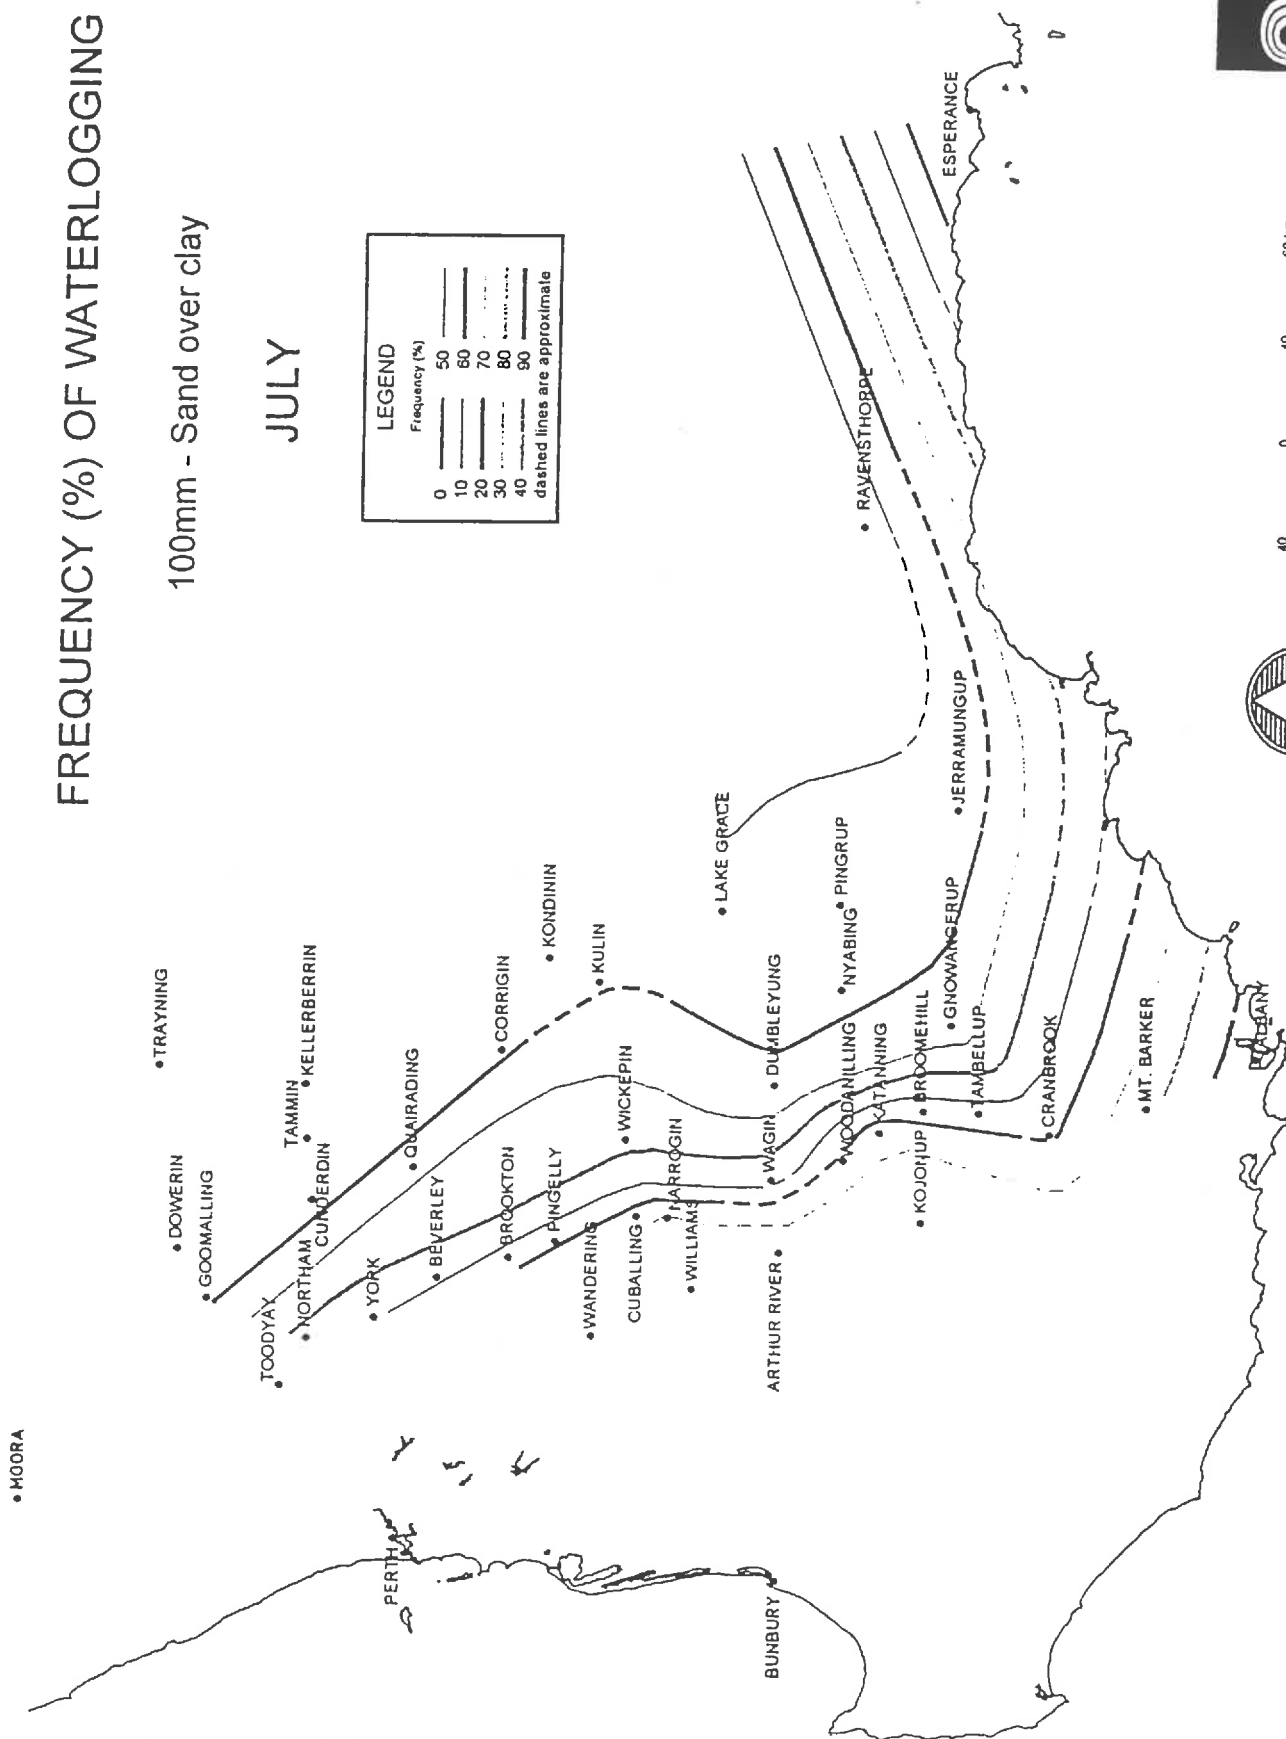 FREQUENCY (%) OF WATERLOGGING
100mm - Sand over clay
JULY
LEGEND
Frequency (%)
0 50
10 60
20 70
30 80
40 90
dashed lines are approximate
MOORA
TRAYNING
DOWERIN
GOOMALLING
TAMMIN
KELLERBERRIN
TOODYAY
NORTHAM
CUNDERDIN
QUAIRADING
YORK
PERTH
BEVERLEY
CORRIGIN
BROOKTON
KONDININ
PINGELLY
KULIN
WANDERING
WICKEPIN
CUBALLING
NARROGIN
WILLIAMS
LAKE GRACE
DUMBLEYUNG
WAGIN
ARTHUR RIVER
BUNBURY
WOODANILLING
NYABING
PINGRUP
RAVENSTHORPE
KATANNING
KOJONUP
BROOMEHILL
GNOWANGERUP
JERRAMUNGUP
ESPERANCE
TAMBELLUP
CRANBROOK
MT. BARKER
ALBANY
40 0